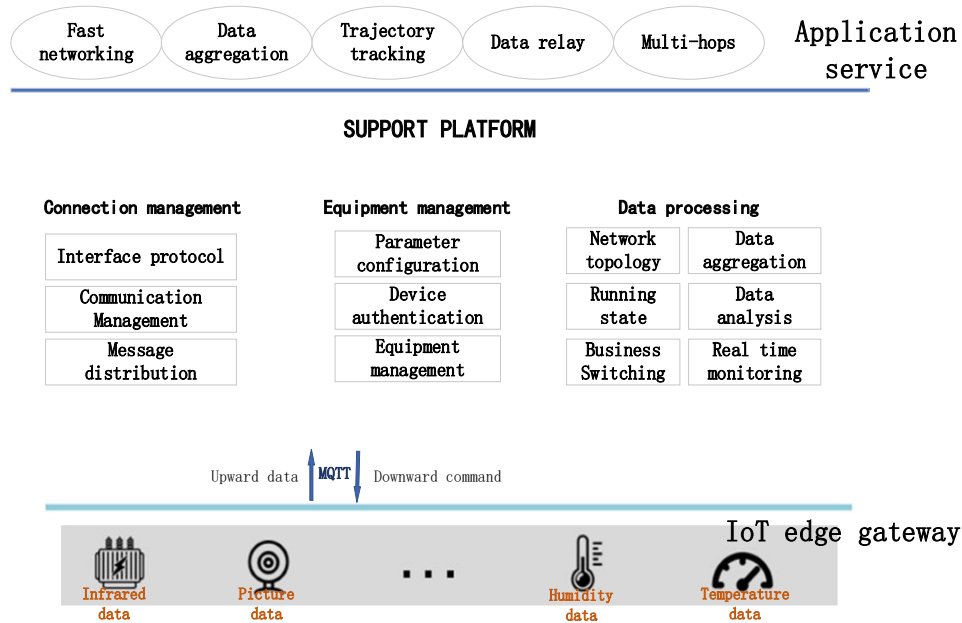 Fast
networking
Data
aggregation
Trajectory
tracking
Data relay
Multi-hops
Application
service
SUPPORT PLATFORM
Connection management
Interface protocol
Communication
Management
Message
distribution
Equipment management
Parameter
configuration
Device
authentication
Equipment
management
Data processing
Network
topology
Data
aggregation
Running
state
Data
analysis
Business
Switching
Real time
monitoring
Upward data
MQTT
Downward command
IoT edge gateway
Infrared
data
Picture
data
...
Humidity
data
Temperature
data